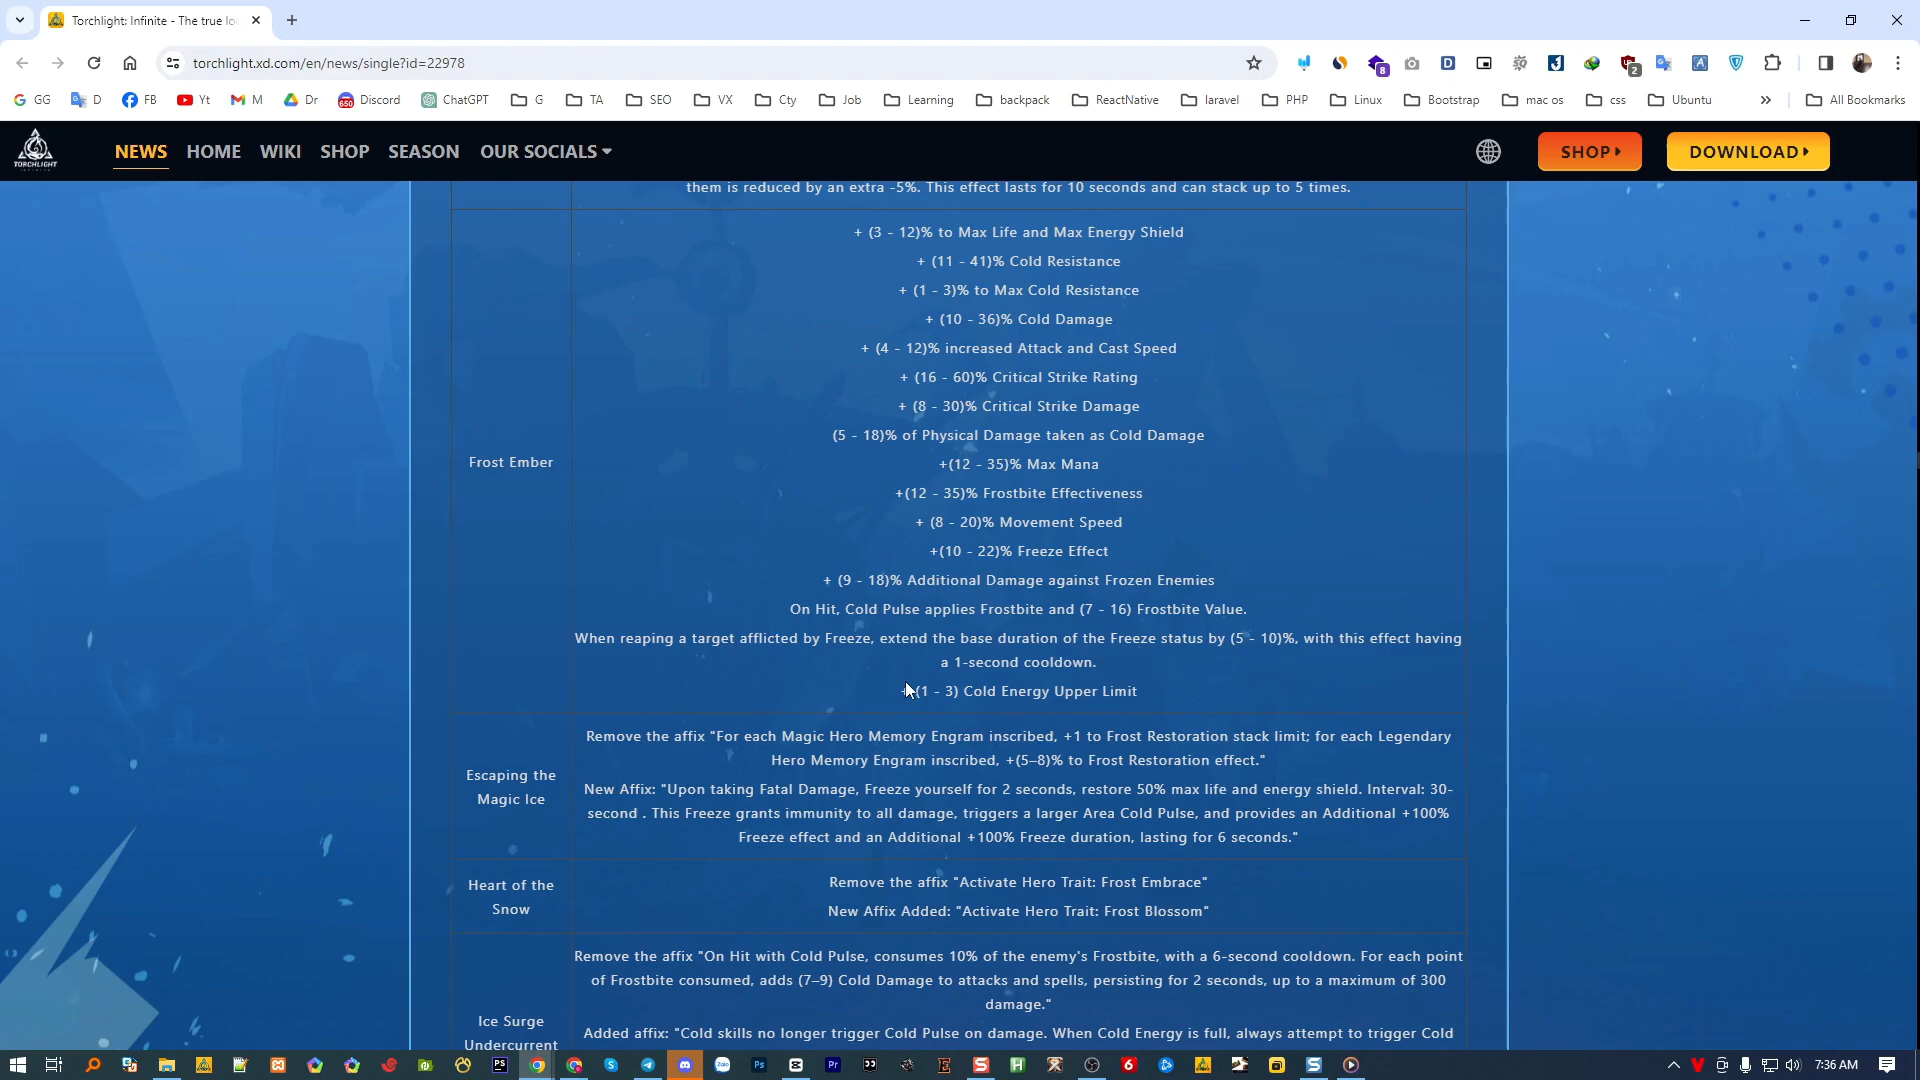 Torchlight: Infinite - The true lo
torchlight.xd.com/en/news/single?id=22978
8
2
GG
D
FB
Yt
M
Dr
Discord
ChatGPT
G
TA
SEO
VX
Cty
Job
Learning
backpack
ReactNative
laravel
PHP
Linux
Bootstrap
mac os
css
Ubuntu
All Bookmarks
TORCHLIGHT
NEWS
HOME
WIKI
SHOP
SEASON
OUR SOCIALS
SHOP
DOWNLOAD
them is reduced by an extra -5%. This effect lasts for 10 seconds and can stack up to 5 times.
Frost Ember
+ (3 - 12)% to Max Life and Max Energy Shield
+ (11 - 41)% Cold Resistance
+ (1 - 3)% to Max Cold Resistance
+ (10 - 36)% Cold Damage
+ (4 - 12)% increased Attack and Cast Speed
+ (16 - 60)% Critical Strike Rating
+ (8 - 30)% Critical Strike Damage
(5 - 18)% of Physical Damage taken as Cold Damage
+(12 - 35)% Max Mana
+(12 - 35)% Frostbite Effectiveness
+ (8 - 20)% Movement Speed
+(10 - 22)% Freeze Effect
+ (9 - 18)% Additional Damage against Frozen Enemies
On Hit, Cold Pulse applies Frostbite and (7 - 16) Frostbite Value.
When reaping a target afflicted by Freeze, extend the base duration of the Freeze status by (5 - 10)%, with this effect having
a 1-second cooldown.
+ (1 - 3) Cold Energy Upper Limit
Escaping the
Magic Ice
Remove the affix "For each Magic Hero Memory Engram inscribed, +1 to Frost Restoration stack limit; for each Legendary
Hero Memory Engram inscribed, +(5–8)% to Frost Restoration effect."
New Affix: "Upon taking Fatal Damage, Freeze yourself for 2 seconds, restore 50% max life and energy shield. Interval: 30-
second . This Freeze grants immunity to all damage, triggers a larger Area Cold Pulse, and provides an Additional +100%
Freeze effect and an Additional +100% Freeze duration, lasting for 6 seconds."
Heart of the
Snow
Remove the affix "Activate Hero Trait: Frost Embrace"
New Affix Added: "Activate Hero Trait: Frost Blossom"
Ice Surge
Undercurrent
Remove the affix "On Hit with Cold Pulse, consumes 10% of the enemy's Frostbite, with a 6-second cooldown. For each point
of Frostbite consumed, adds (7–9) Cold Damage to attacks and spells, persisting for 2 seconds, up to a maximum of 300
damage."
Added affix: "Cold skills no longer trigger Cold Pulse on damage. When Cold Energy is full, always attempt to trigger Cold
7:36 AM